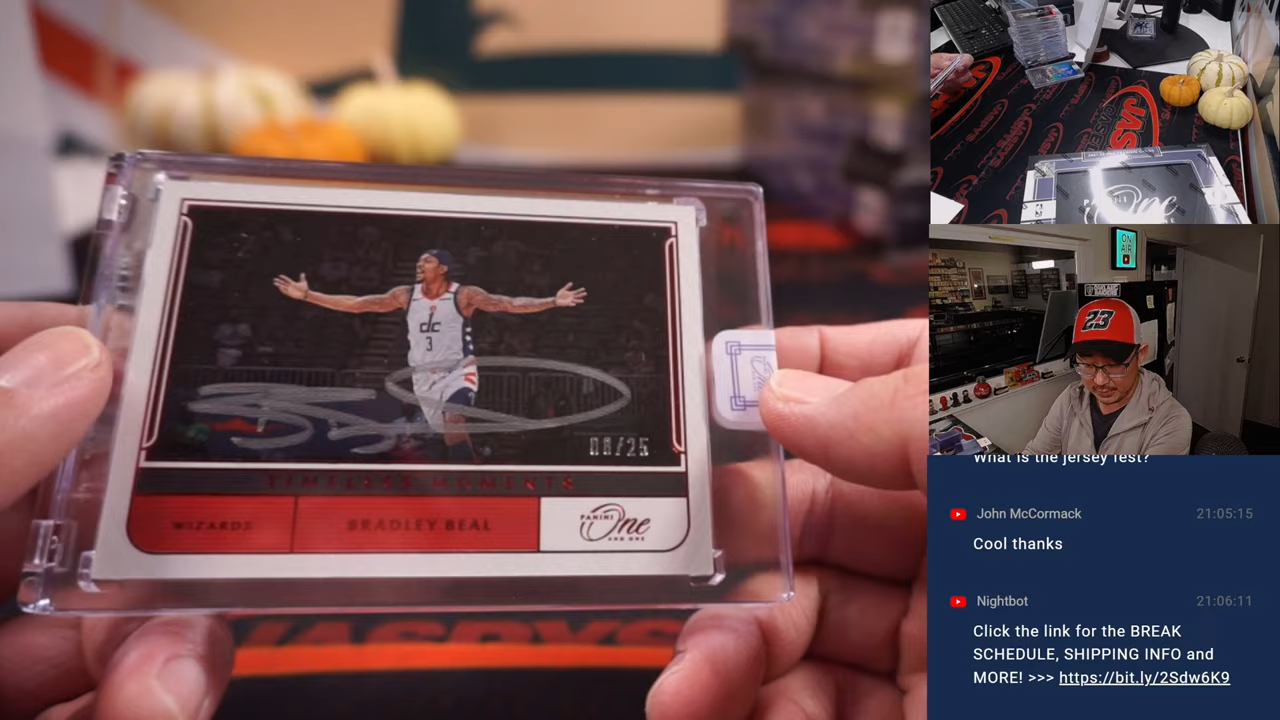 dc
3
08/25
TIMELESS MOMENTS
WIZARDS
BRADLEY BEAL
PANINI
One
AND ONE
One
ON
AIR
23
What is the jersey fest?
John McCormack
21:05:15
Cool thanks
Nightbot
21:06:11
Click the link for the BREAK
SCHEDULE, SHIPPING INFO and
MORE! >>> https://bit.ly/2Sdw6K9